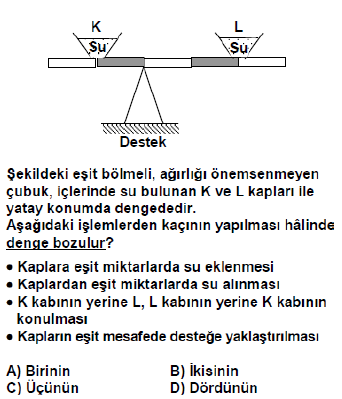 K L
Su Su
Destek
Şekildeki eşit bölmeli, ağırlığı önemsenmeyen
çubuk, içlerinde su bulunan K ve L kapları ile
yatay konumda dengededir.
Aşağıdaki işlemlerden kaçının yapılması hâlinde
denge bozulur?
• Kaplara eşit miktarlarda su eklenmesi
• Kaplardan eşit miktarlarda su alınması
• K kabının yerine L, L kabının yerine K kabının
konulması
• Kapların eşit mesafede desteğe yaklaştırılması
A) Birinin B) İkisinin
C) Üçünün D) Dördünün